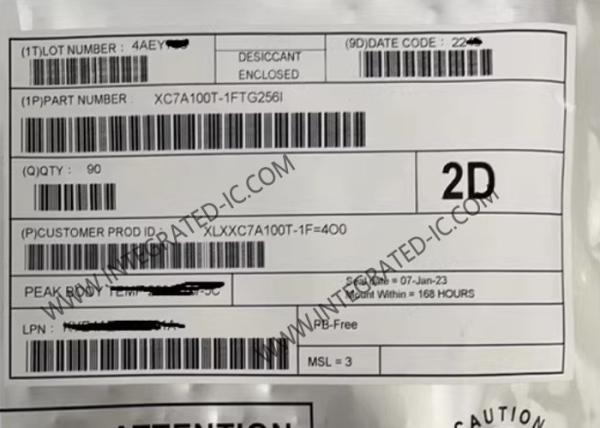 (1T)LOT NUMBER : 4AEY
DESICCANT
ENCLOSED
(9D)DATE CODE : 22
(1P)PART NUMBER XC7A100T-1FTG256I
(Q)QTY : 90
2D
(P)CUSTOMER PROD ID : XLXXC7A100T-1F=400
PEAK BODY TEMP
Seal date = 07-Jan-23
Mount Within = 168 HOURS
LPN :
PB-Free
MSL = 3
ATTENTION
CAUTION
WWW.INTEGRATED-IC.COM
WWW.INTEGRATED-IC.COM